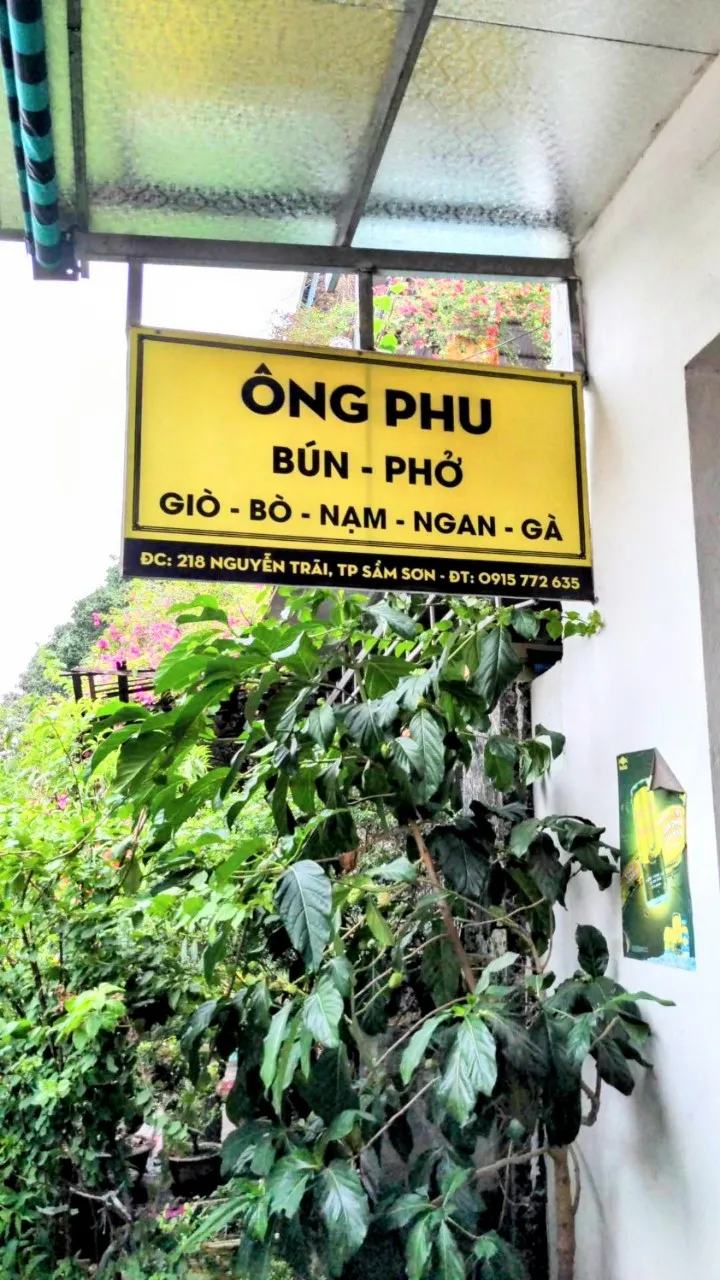 ÔNG PHU
BÚN - PHỞ
GIÒ - BÒ - NẠM - NGAN - GÀ
ĐC: 218 NGUYỄN TRÃI, TP SẦM SƠN - ĐT: 0915 772 635